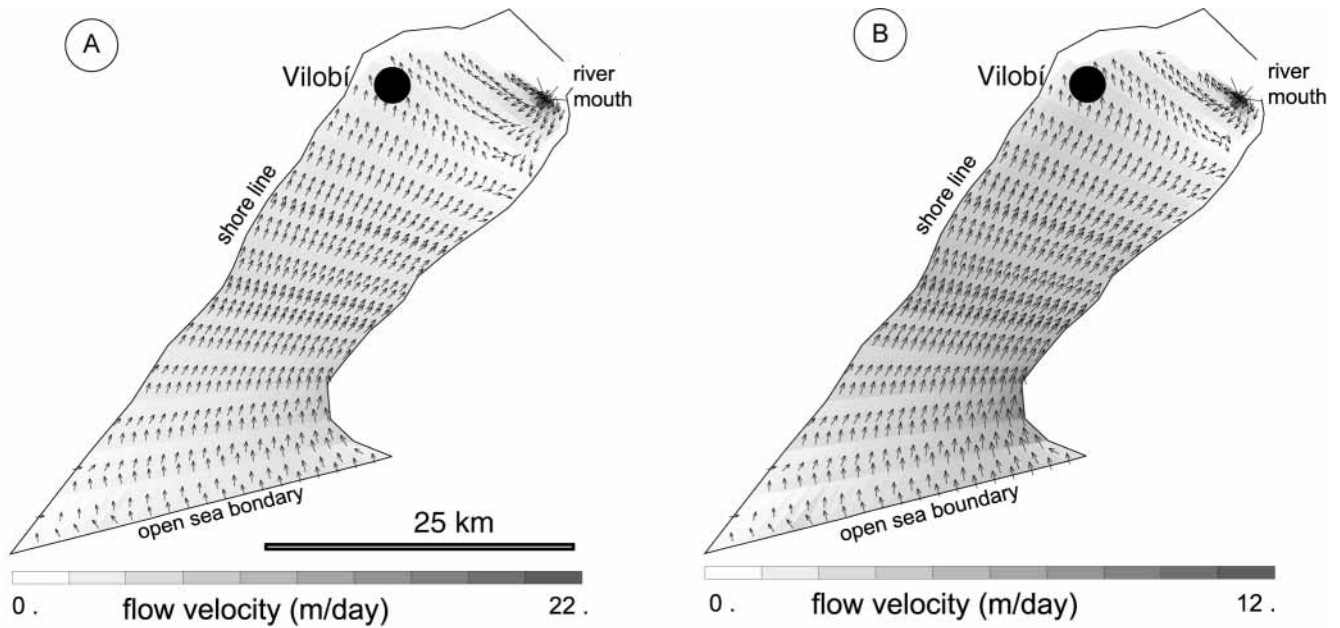 A
Vilobí
river
mouth
shore line
open sea bondary
25 km
0 .
flow velocity (m/day)
22 .
B
Vilobí
river
mouth
shore line
open sea boundary
0 .
flow velocity (m/day)
12 .